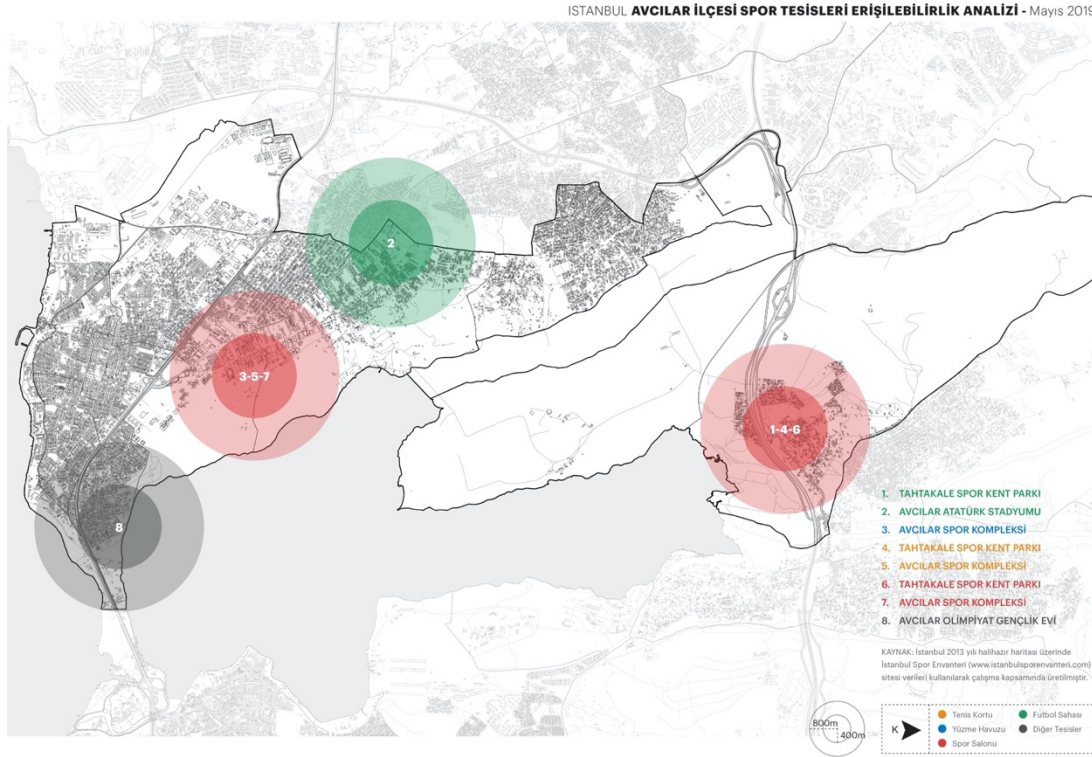 ISTANBUL AVCILAR İLÇESİ SPOR TESİSLERİ ERİŞİLEBİLİRLİK ANALİZİ - Mayıs 2019
2
3-5-7
1-4-6
8
1. TAHTAKALE SPOR KENT PARKI
2. AVCILAR ATATÜRK STADYUMU
3. AVCILAR SPOR KOMPLEKSİ
4. TAHTAKALE SPOR KENT PARKI
5. AVCILAR SPOR KOMPLEKSİ
6. TAHTAKALE SPOR KENT PARKI
7. AVCILAR SPOR KOMPLEKSİ
8. AVCILAR OLİMPİYAT GENÇLİK EVİ
KAYNAK: İstanbul 2013 yılı halihazır haritası üzerinde
İstanbul Spor Envanteri (www.istanbulsporenvanteri.com)
sitesi verileri kullanılarak çalışma kapsamında üretilmiştir.
800m
400m
K
Tenis Kortu
Futbol Sahası
Yüzme Havuzu
Diğer Tesisler
Spor Salonu